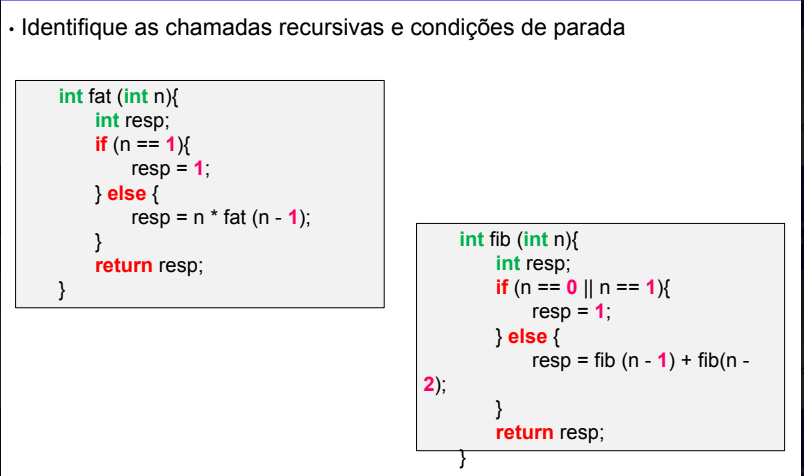 • Identifique as chamadas recursivas e condições de parada
int fat (int n){
int resp;
if (n == 1){
resp = 1;
} else {
resp = n * fat (n - 1);
}
return resp;
}
int fib (int n){
int resp;
if (n == 0 || n == 1){
resp = 1;
} else {
resp = fib (n - 1) + fib(n -
2);
}
return resp;
}